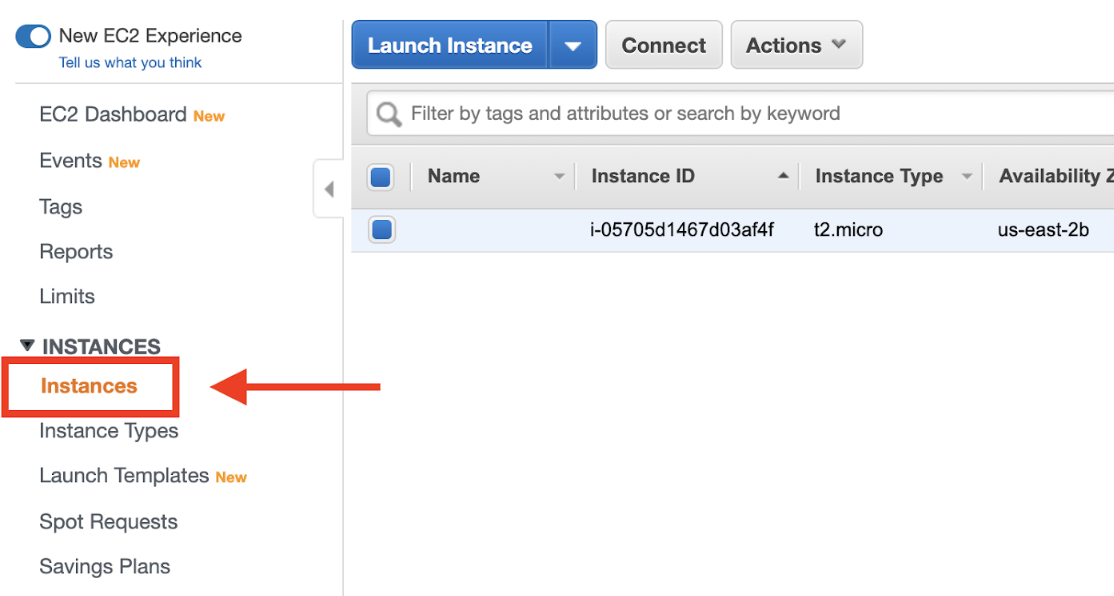 New EC2 Experience
Tell us what you think
EC2 Dashboard New
Events New
Tags
Reports
Limits
INSTANCES
Instances
Instance Types
Launch Templates New
Spot Requests
Savings Plans
Launch Instance Connect Actions
Filter by tags and attributes or search by keyword
Name Instance ID Instance Type Availability Z
i-05705d1467d03af4f t2.micro us-east-2b